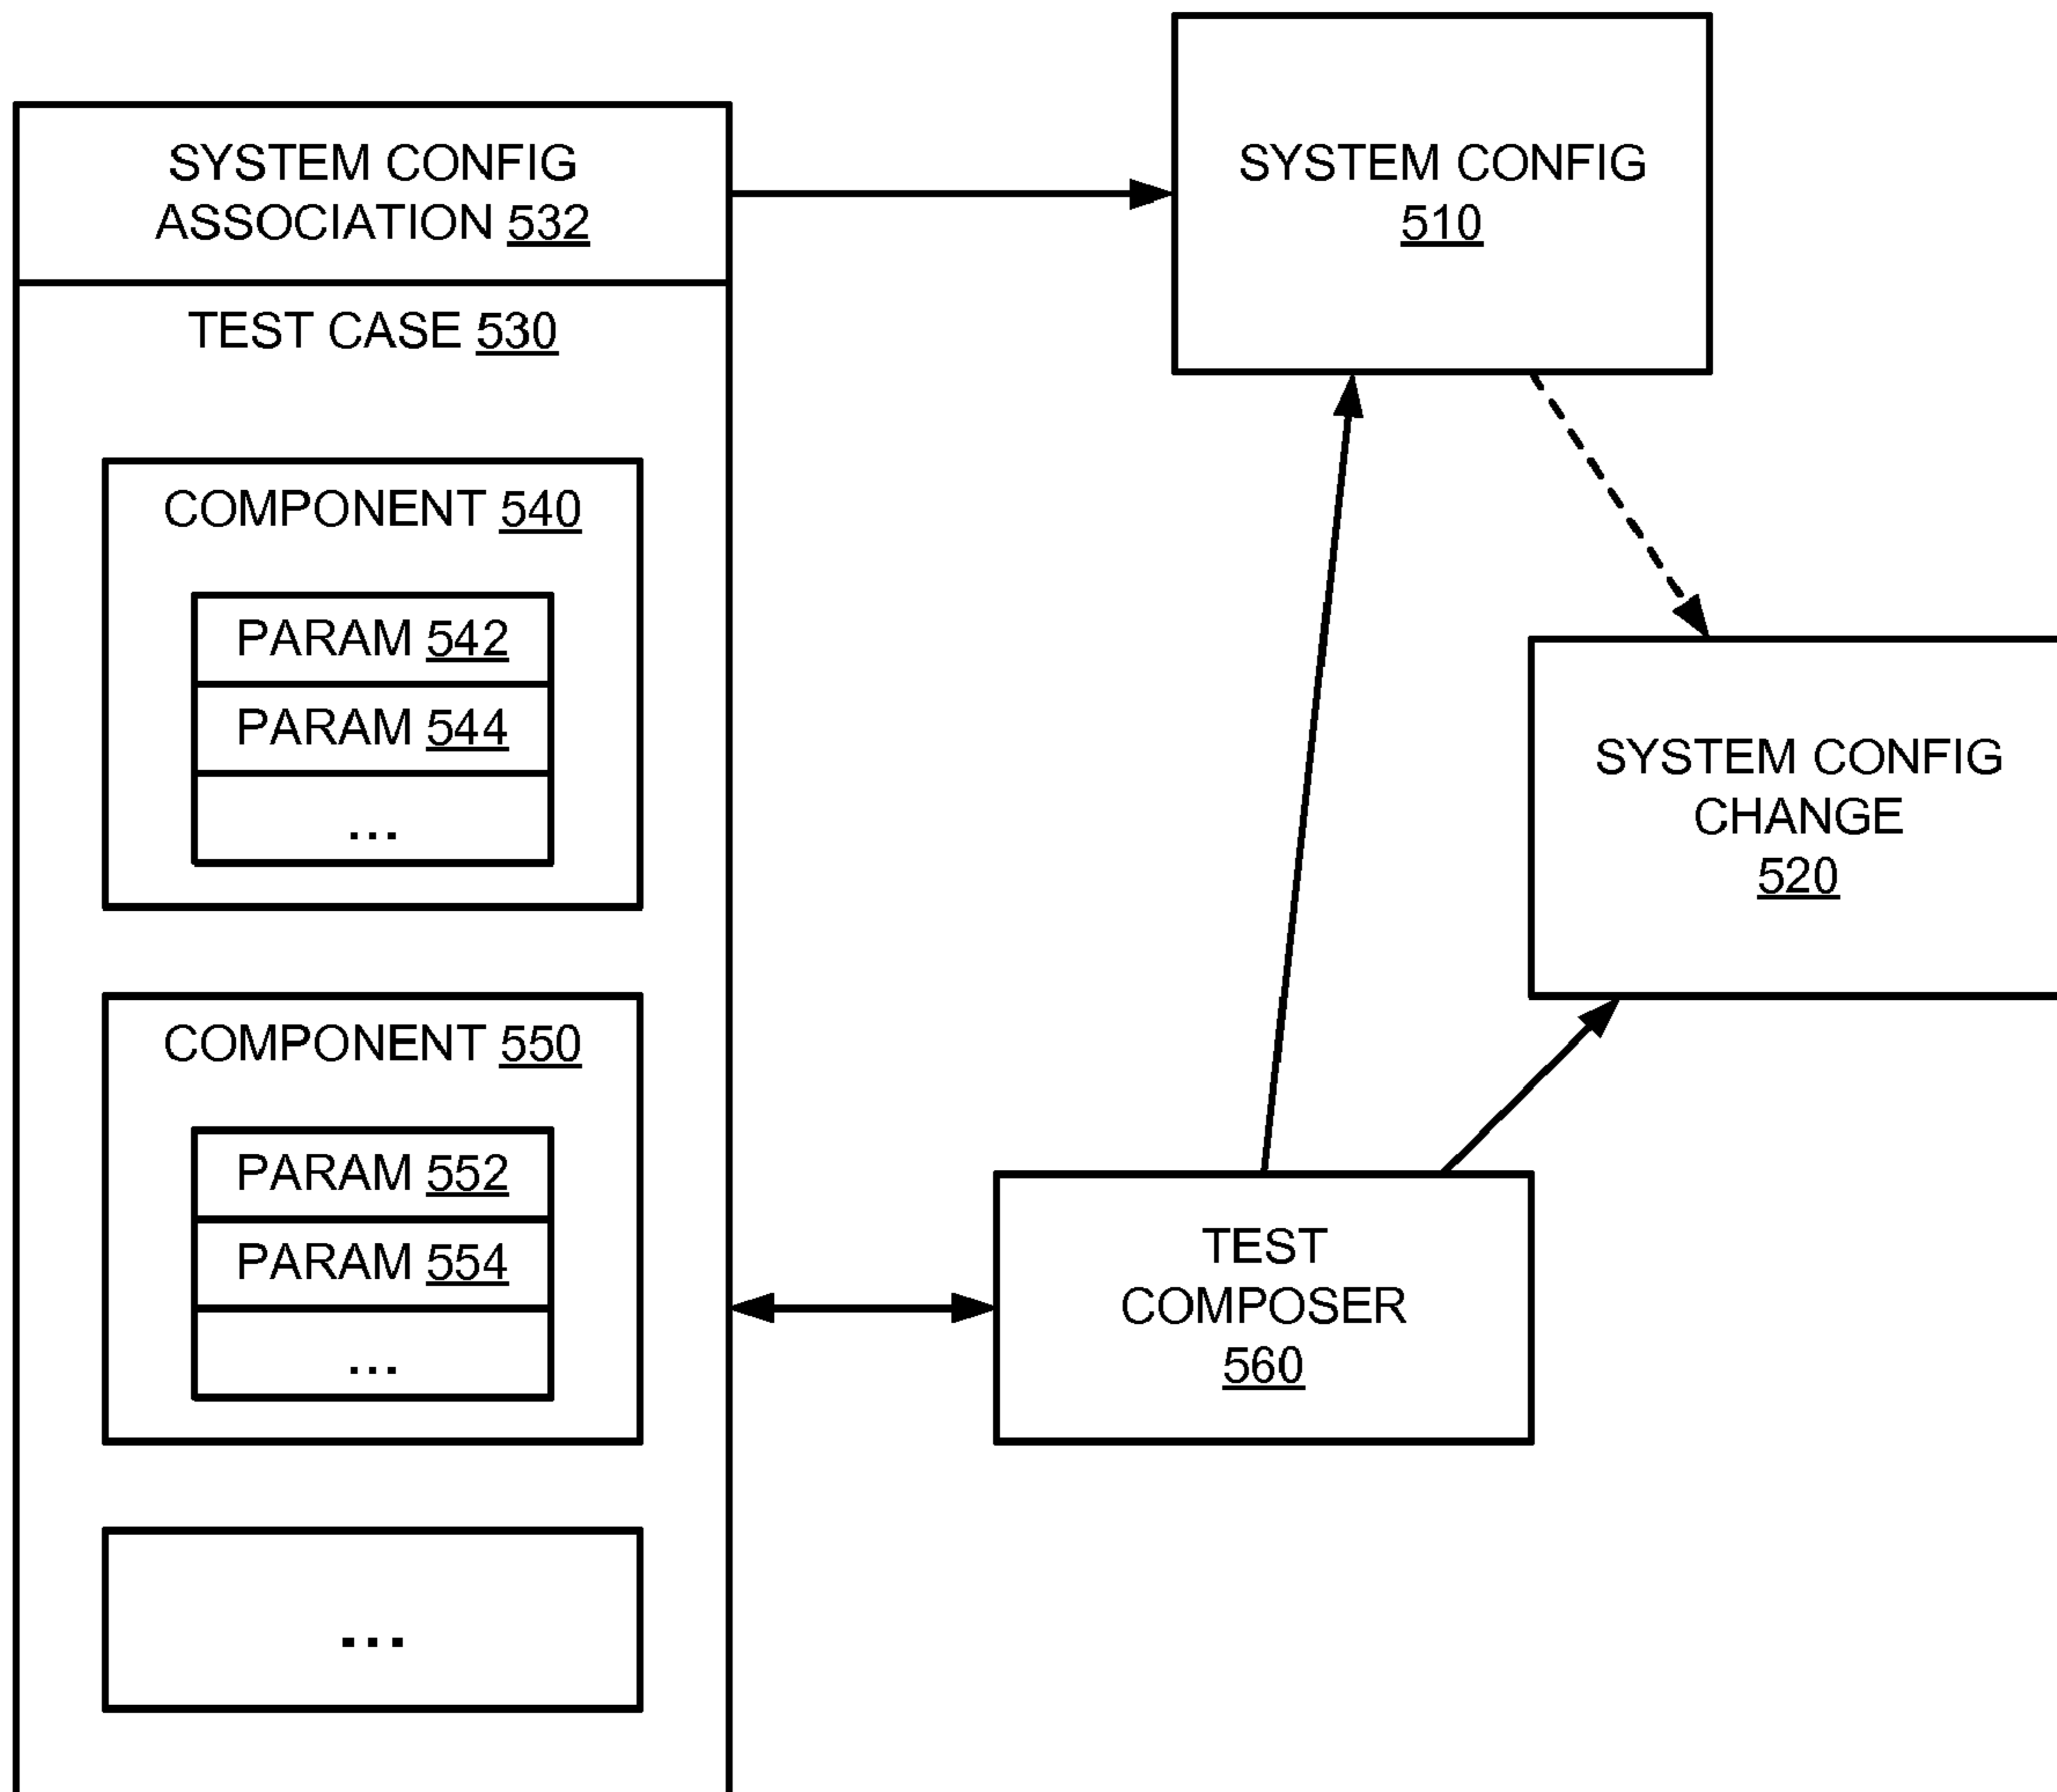 SYSTEM CONFIG
ASSOCIATION 532
TEST CASE 530
COMPONENT 540
PARAM 542
PARAM 544
...
COMPONENT 550
PARAM 552
PARAM 554
...
...
SYSTEM CONFIG
510
SYSTEM CONFIG
CHANGE
520
TEST
COMPOSER
560